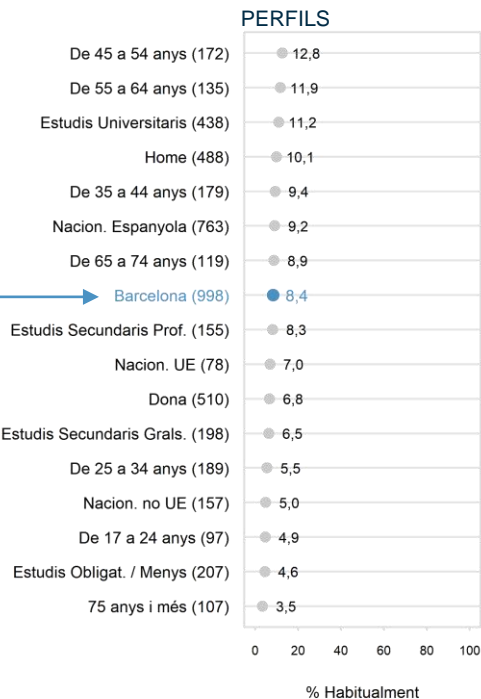 PERFILS
De 45 a 54 anys (172) 12,8
De 55 a 64 anys (135) 11,9
Estudis Universitaris (438) 11,2
Home (488) 10,1
De 35 a 44 anys (179) 9,4
Nacion. Espanyola (763) 9,2
De 65 a 74 anys (119) 8,9
Barcelona (998) 8,4
Estudis Secundaris Prof. (155) 8,3
Nacion. UE (78) 7,0
Dona (510) 6,8
Estudis Secundaris Grals. (198) 6,5
De 25 a 34 anys (189) 5,5
Nacion. no UE (157) 5,0
De 17 a 24 anys (97) 4,9
Estudis Obligat. / Menys (207) 4,6
75 anys i més (107) 3,5
0 20 40 60 80 100
% Habitualment